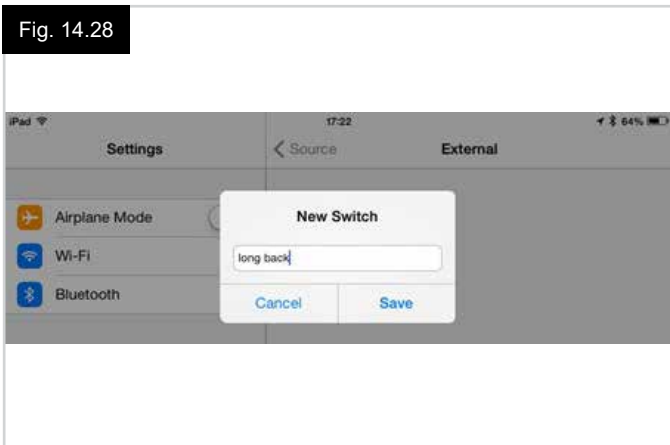 Fig. 14.28
iPad 17:22 64%
Settings < Source External
New Switch
Airplane Mode
long back
Wi-Fi
Cancel Save
Bluetooth